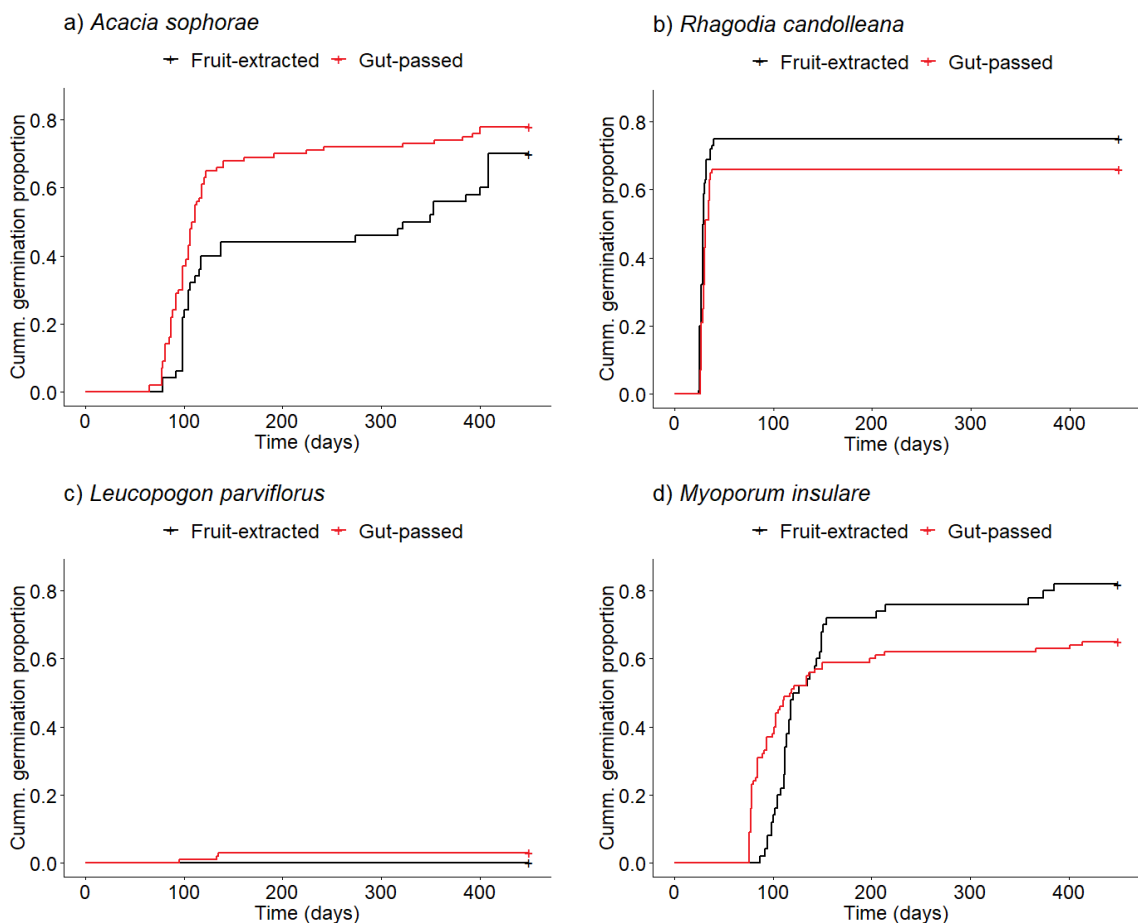 a) Acacia sophorae
Fruit-extracted Gut-passed
0.8
0.6
0.4
0.2
0.0
Cumm. germination proportion
0 100 200 300 400
Time (days)
b) Rhagodia candolleana
Fruit-extracted Gut-passed
0.8
0.6
0.4
0.2
0.0
Cumm. germination proportion
0 100 200 300 400
Time (days)
c) Leucopogon parviflorus
Fruit-extracted Gut-passed
0.8
0.6
0.4
0.2
0.0
Cumm. germination proportion
0 100 200 300 400
Time (days)
d) Myoporum insulare
Fruit-extracted Gut-passed
0.8
0.6
0.4
0.2
0.0
Cumm. germination proportion
0 100 200 300 400
Time (days)